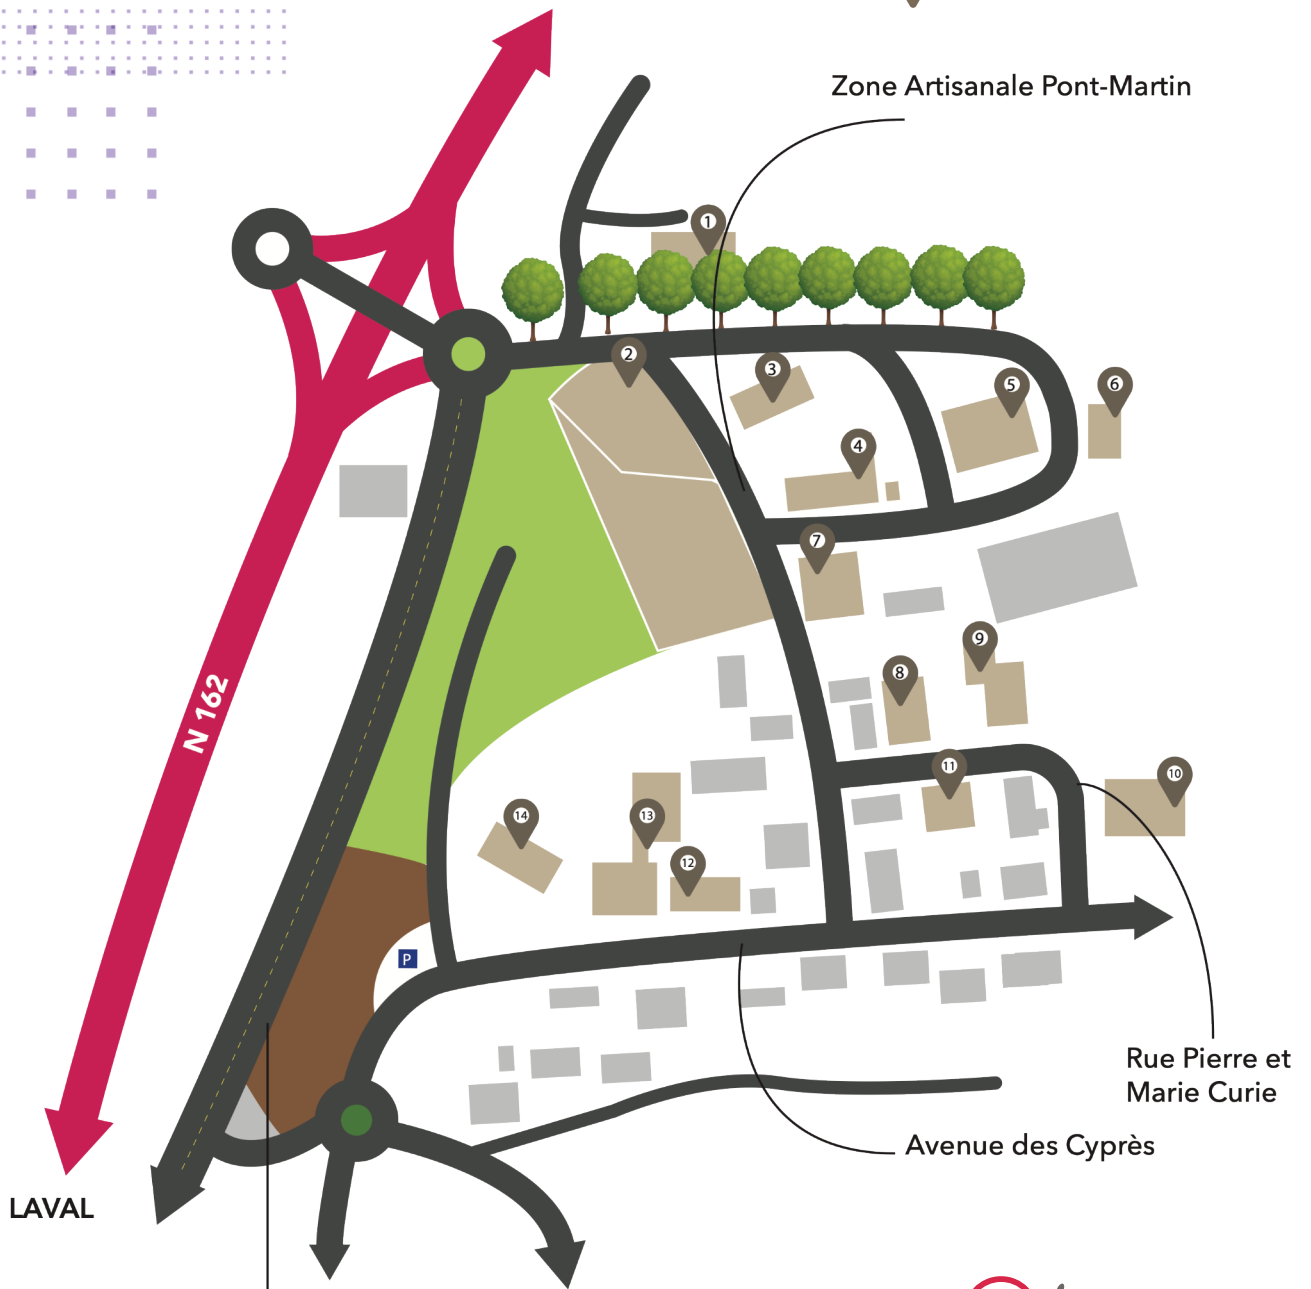 Zone Artisanale Pont-Martin
1
2
3
5
6
4
7
N 162
9
8
11
10
14
13
12
P
Rue Pierre et
Marie Curie
Avenue des Cyprès
LAVAL